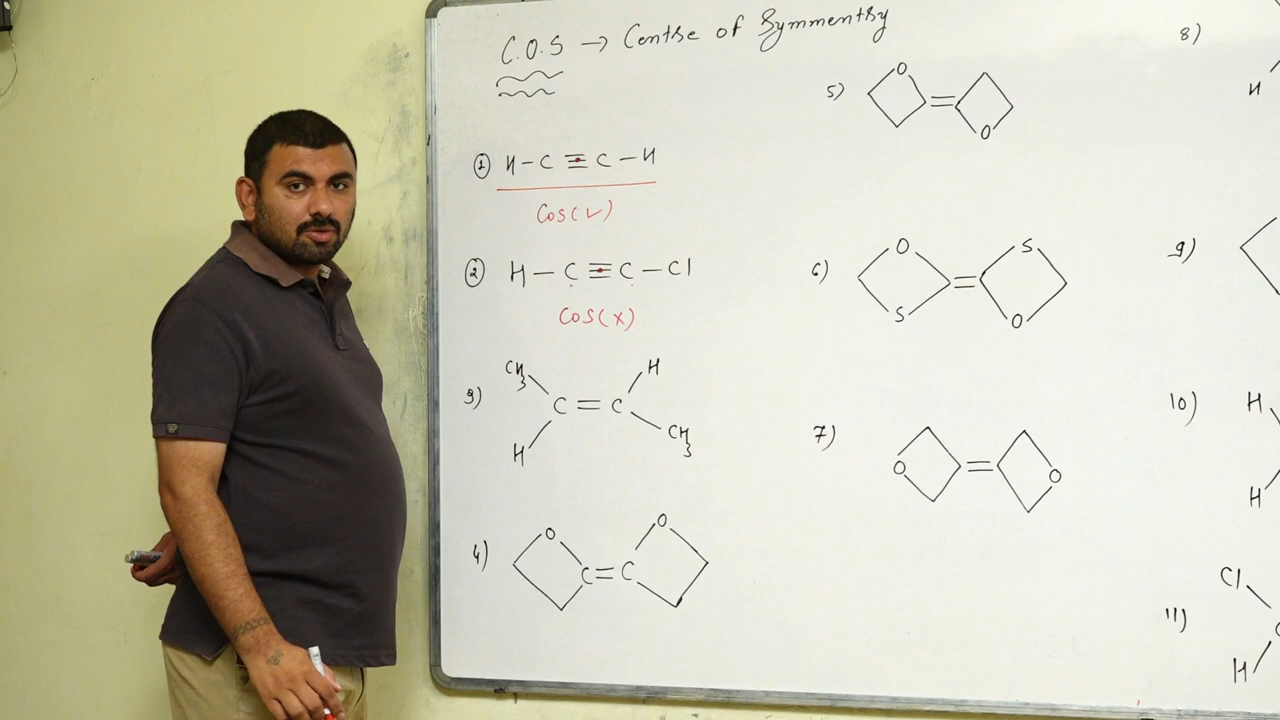 C.O.S → Centre of Symmentry
① H-C≡C-H
COS(✓)
② H-C≡C-Cl
COS(X)
3)
CH3 H
C=C
H CH3
4)
O O
C=C
5)
O
=
O
6)
O S
=
S O
7)
O = O
8)
H
9)
10)
H
H
11)
Cl
H